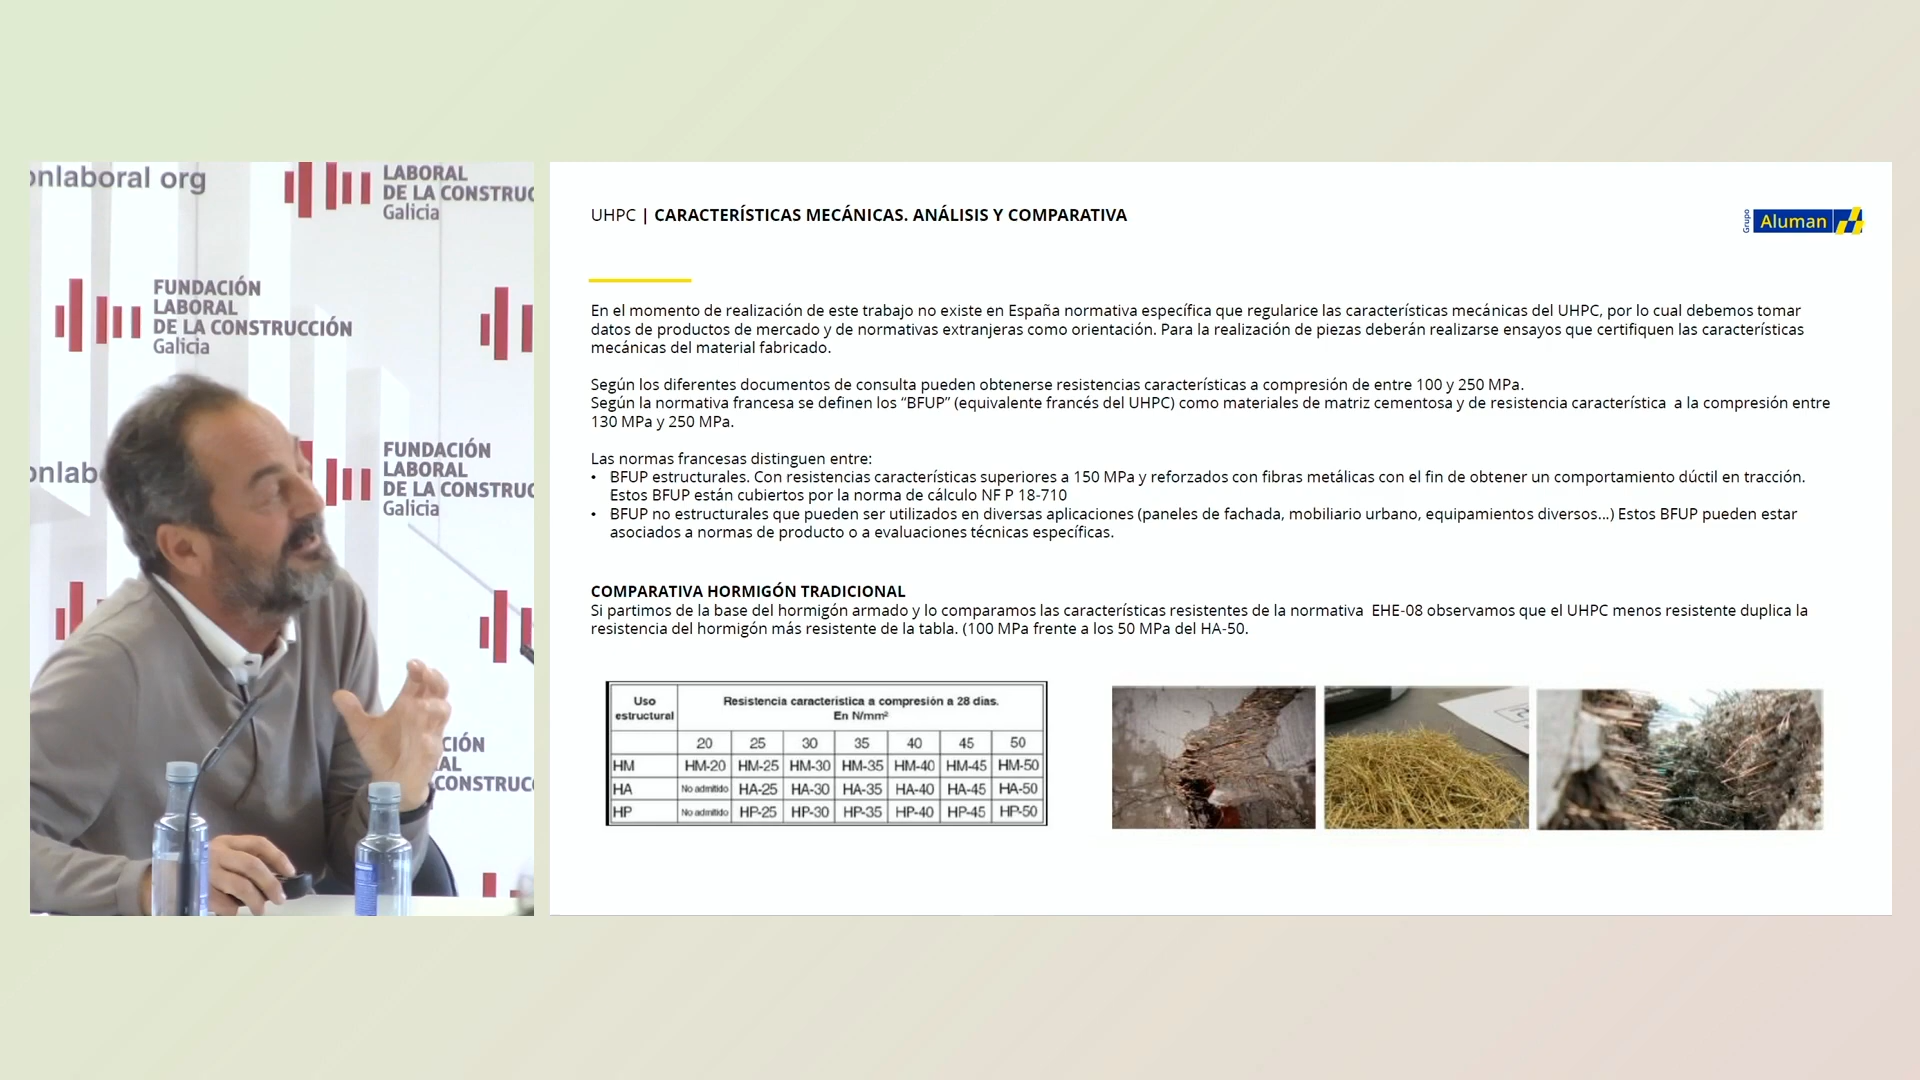 onlaboral org
LABORAL
DE LA CONSTRUC
Galicia
FUNDACIÓN
LABORAL
DE LA CONSTRUCCIÓN
Galicia
onlab
FUNDACIÓN
LABORAL
DE LA CONSTRUC
Galicia
CIÓN
AL
CONSTRUCC
UHPC | CARACTERÍSTICAS MECÁNICAS. ANÁLISIS Y COMPARATIVA
Grupo Aluman
En el momento de realización de este trabajo no existe en España normativa específica que regularice las características mecánicas del UHPC, por lo cual debemos tomar
datos de productos de mercado y de normativas extranjeras como orientación. Para la realización de piezas deberán realizarse ensayos que certifiquen las características
mecánicas del material fabricado.
Según los diferentes documentos de consulta pueden obtenerse resistencias características a compresión de entre 100 y 250 MPa.
Según la normativa francesa se definen los “BFUP” (equivalente francés del UHPC) como materiales de matriz cementosa y de resistencia característica a la compresión entre
130 MPa y 250 MPa.
Las normas francesas distinguen entre:
• BFUP estructurales. Con resistencias características superiores a 150 MPa y reforzados con fibras metálicas con el fin de obtener un comportamiento dúctil en tracción.
Estos BFUP están cubiertos por la norma de cálculo NF P 18-710
• BFUP no estructurales que pueden ser utilizados en diversas aplicaciones (paneles de fachada, mobiliario urbano, equipamientos diversos...) Estos BFUP pueden estar
asociados a normas de producto o a evaluaciones técnicas específicas.
COMPARATIVA HORMIGÓN TRADICIONAL
Si partimos de la base del hormigón armado y lo comparamos las características resistentes de la normativa EHE-08 observamos que el UHPC menos resistente duplica la
resistencia del hormigón más resistente de la tabla. (100 MPa frente a los 50 MPa del HA-50.
Uso estructural Resistencia característica a compresión a 28 días.
En N/mm²
20 25 30 35 40 45 50
HM HM-20 HM-25 HM-30 HM-35 HM-40 HM-45 HM-50
HA No admitido HA-25 HA-30 HA-35 HA-40 HA-45 HA-50
HP No admitido HP-25 HP-30 HP-35 HP-40 HP-45 HP-50